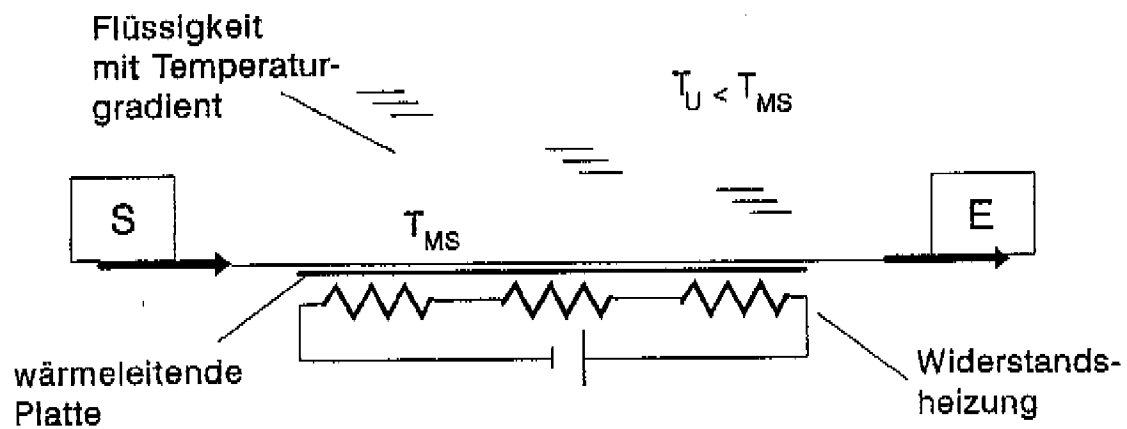 Flüssigkeit
mit Temperatur-
gradient
T_U < T_MS
S
T_MS
E
wärmeleitende
Platte
Widerstands-
heizung